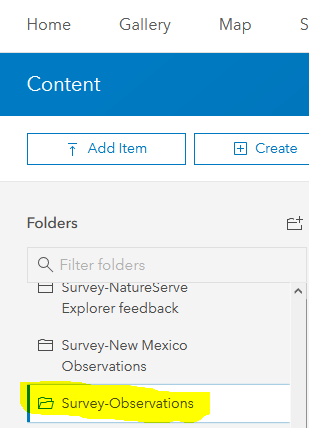 Home Gallery Map S
Content
Add Item Create
Folders
Filter folders
Survey-NatureServe
Explorer feedback
Survey-New Mexico
Observations
Survey-Observations